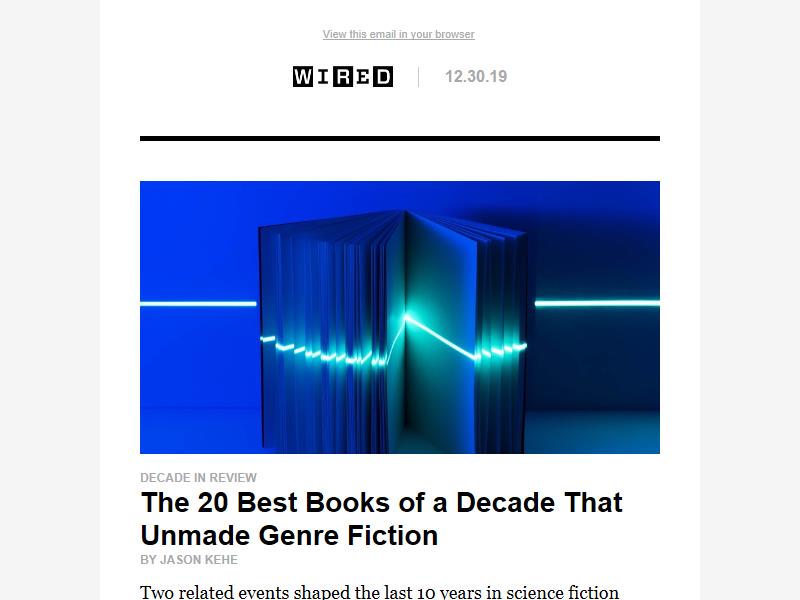 View this email in your browser
WIRED
12.30.19
DECADE IN REVIEW
The 20 Best Books of a Decade That
Unmade Genre Fiction
BY JASON KEHE
Two related events shaped the last 10 years in science fiction